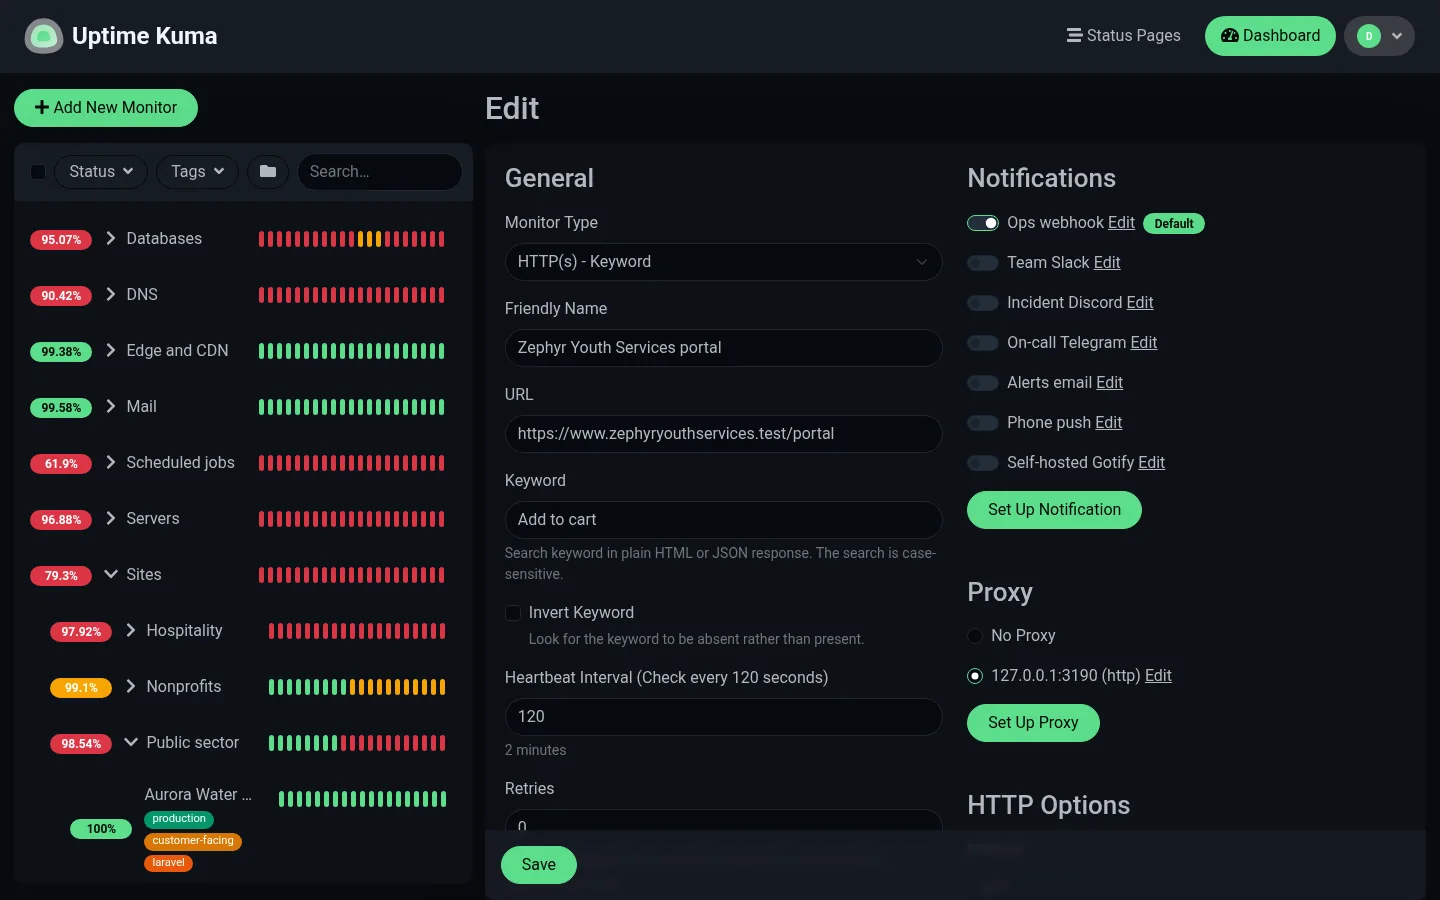 Uptime Kuma
Status Pages
Dashboard
D
Add New Monitor
Status
Tags
Search...
95.07%
Databases
90.42%
DNS
99.38%
Edge and CDN
99.58%
Mail
61.9%
Scheduled jobs
96.88%
Servers
79.3%
Sites
97.92%
Hospitality
99.1%
Nonprofits
98.54%
Public sector
100%
Aurora Water ...
production
customer-facing
laravel
Edit
General
Monitor Type
HTTP(s) - Keyword
Friendly Name
Zephyr Youth Services portal
URL
https://www.zephyryouthservices.test/portal
Keyword
Add to cart
Search keyword in plain HTML or JSON response. The search is case-
sensitive.
Invert Keyword
Look for the keyword to be absent rather than present.
Heartbeat Interval (Check every 120 seconds)
120
2 minutes
Retries
0
Save
Notifications
Ops webhook Edit Default
Team Slack Edit
Incident Discord Edit
On-call Telegram Edit
Alerts email Edit
Phone push Edit
Self-hosted Gotify Edit
Set Up Notification
Proxy
No Proxy
127.0.0.1:3190 (http) Edit
Set Up Proxy
HTTP Options